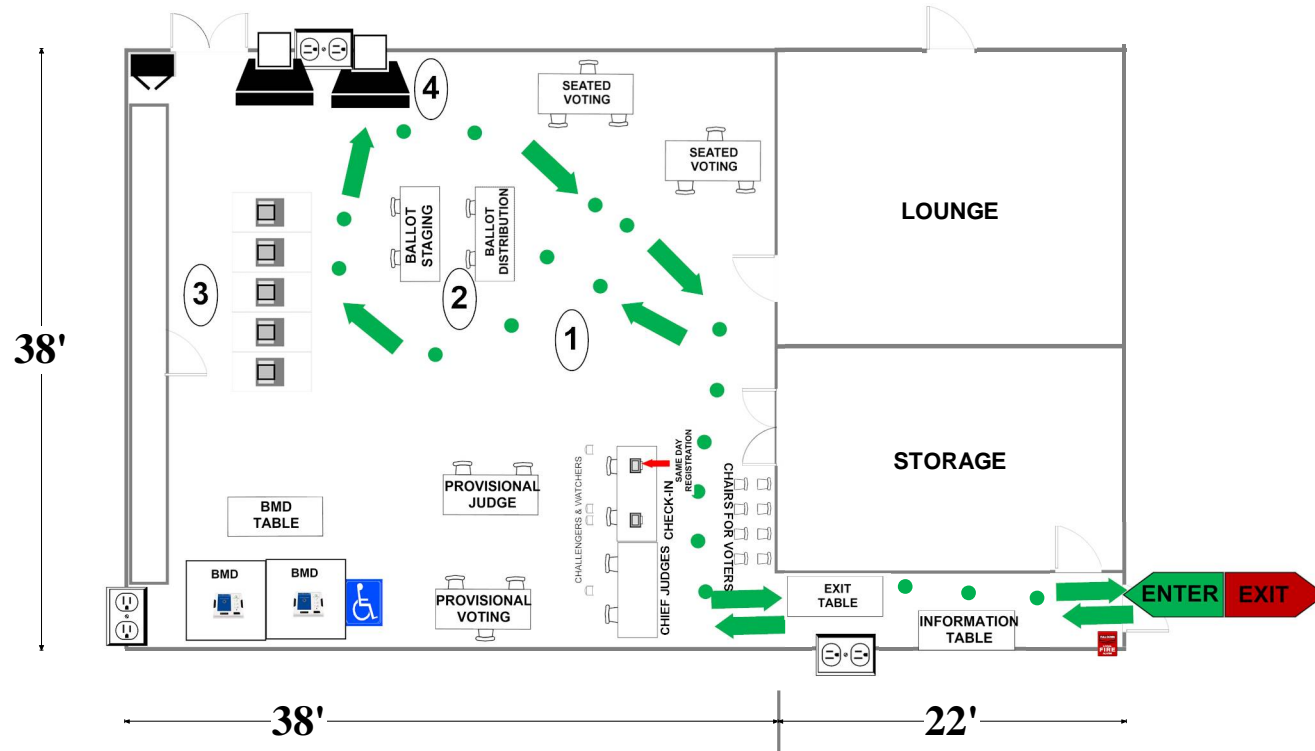 4
SEATED
VOTING
SEATED
VOTING
LOUNGE
BALLOT
STAGING
BALLOT
DISTRIBUTION
2
3
1
38'
STORAGE
SAME DAY
REGISTRATION
CHALLENGERS & WATCHERS
CHECK-IN
CHAIRS FOR VOTERS
PROVISIONAL
JUDGE
BMD
TABLE
BMD
BMD
CHIEF JUDGES
PROVISIONAL
VOTING
EXIT
TABLE
INFORMATION
TABLE
ENTER
EXIT
FIRE
38'
22'